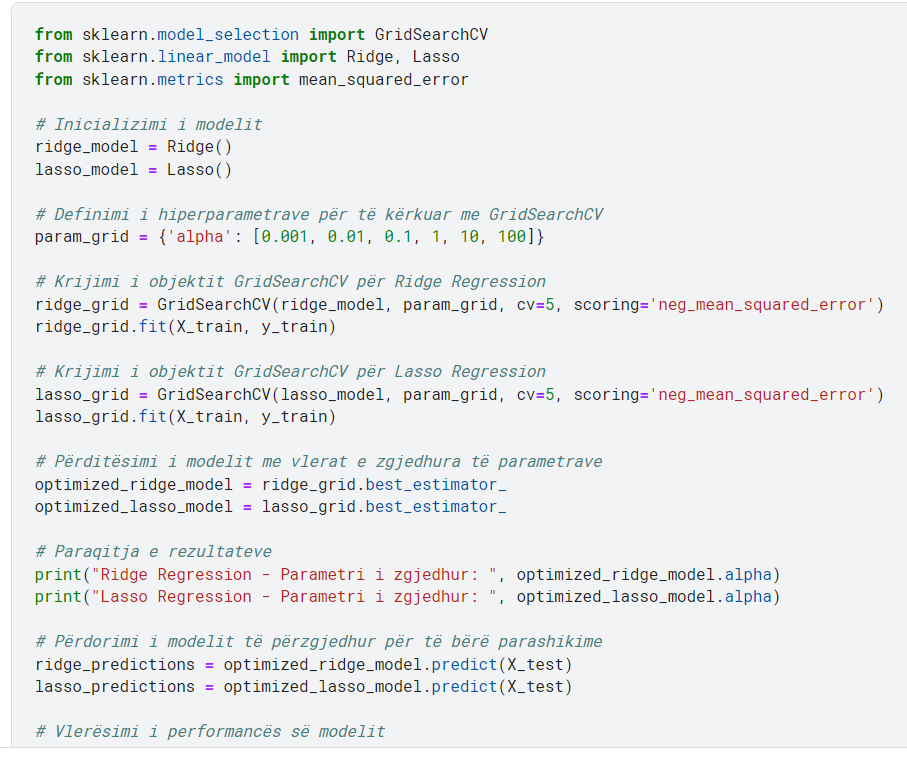 from sklearn.model_selection import GridSearchCV
from sklearn.linear_model import Ridge, Lasso
from sklearn.metrics import mean_squared_error
# Inicializimi i modelit
ridge_model = Ridge()
lasso_model = Lasso()
# Definimi i hiperparametrave për të kërkuar me GridSearchCV
param_grid = {'alpha': [0.001, 0.01, 0.1, 1, 10, 100]}
# Krijimi i objektit GridSearchCV për Ridge Regression
ridge_grid = GridSearchCV(ridge_model, param_grid, cv=5, scoring='neg_mean_squared_error')
ridge_grid.fit(X_train, y_train)
# Krijimi i objektit GridSearchCV për Lasso Regression
lasso_grid = GridSearchCV(lasso_model, param_grid, cv=5, scoring='neg_mean_squared_error')
lasso_grid.fit(X_train, y_train)
# Përditësimi i modelit me vlerat e zgjedhura të parametrave
optimized_ridge_model = ridge_grid.best_estimator_
optimized_lasso_model = lasso_grid.best_estimator_
# Paraqitja e rezultateve
print("Ridge Regression - Parametri i zgjedhur: ", optimized_ridge_model.alpha)
print("Lasso Regression - Parametri i zgjedhur: ", optimized_lasso_model.alpha)
# Përdorimi i modelit të përzgjedhur për të bërë parashikime
ridge_predictions = optimized_ridge_model.predict(X_test)
lasso_predictions = optimized_lasso_model.predict(X_test)
# Vlerësimi i performancës së modelit